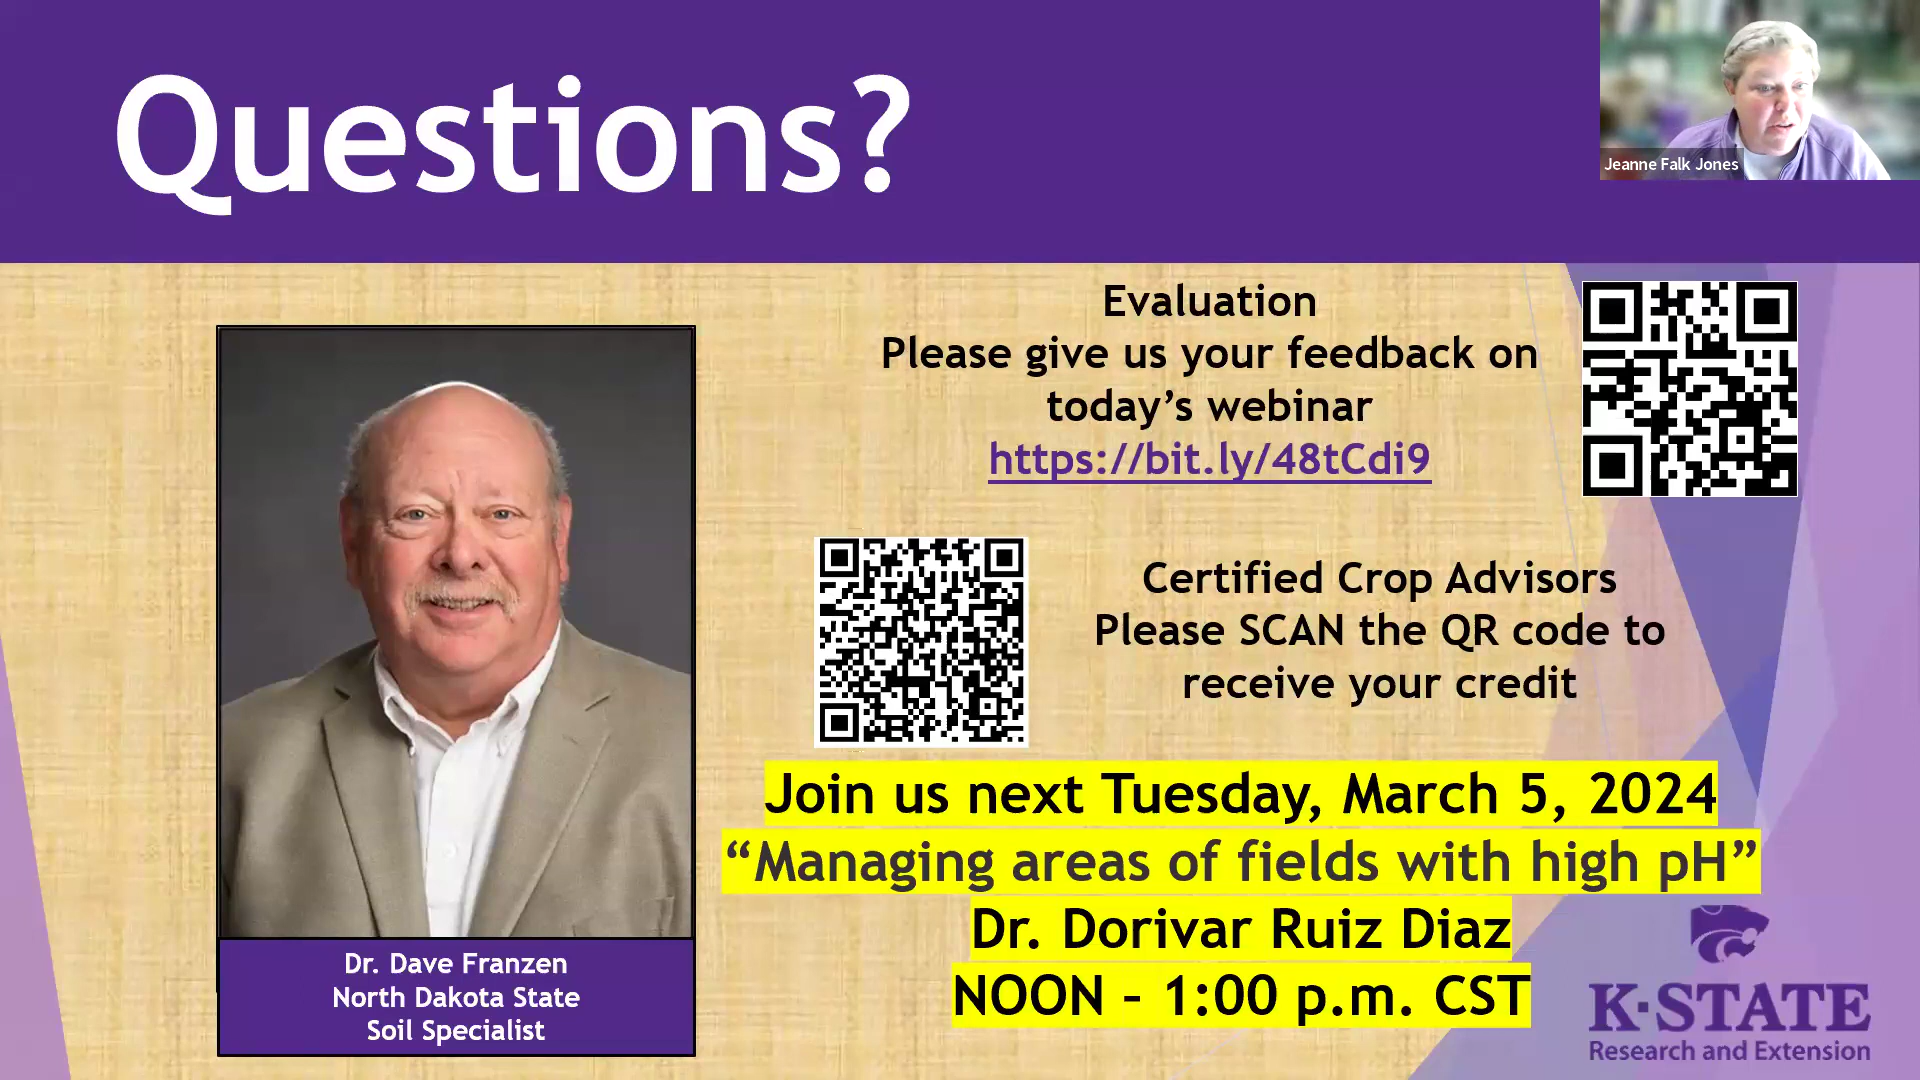 Questions?
Jeanne Falk Jones
Evaluation
Please give us your feedback on
today’s webinar
https://bit.ly/48tCdi9
Certified Crop Advisors
Please SCAN the QR code to
receive your credit
Join us next Tuesday, March 5, 2024
“Managing areas of fields with high pH”
Dr. Dorivar Ruiz Diaz
NOON – 1:00 p.m. CST
Dr. Dave Franzen
North Dakota State
Soil Specialist
K-STATE
Research and Extension